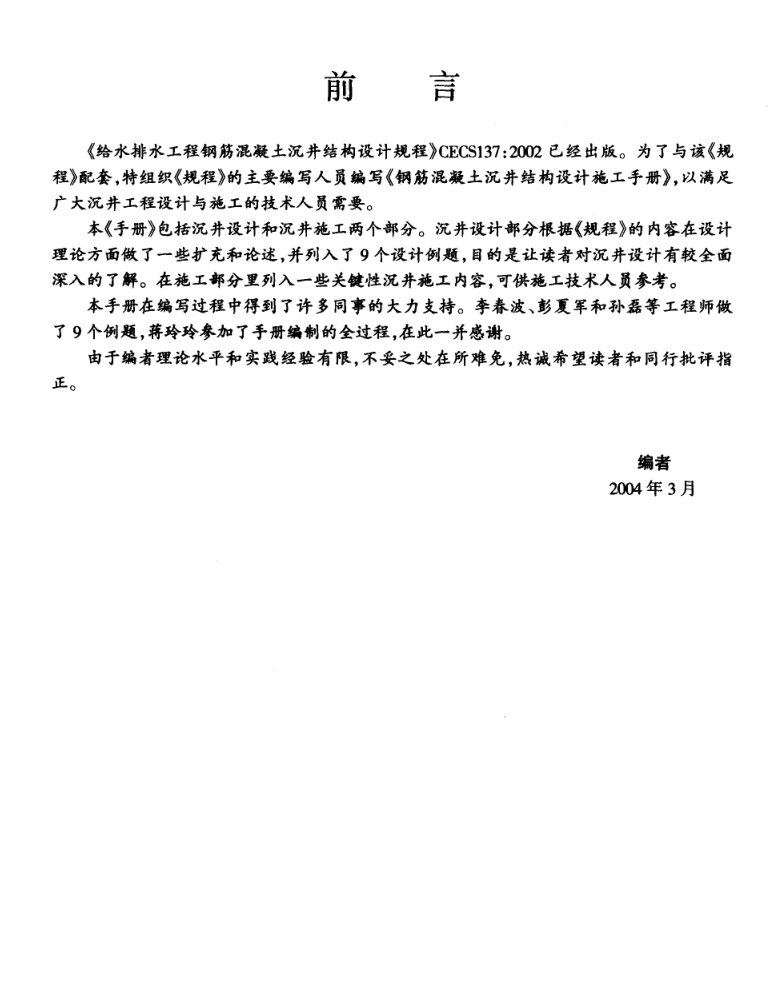 前言
《给水排水工程钢筋混凝土沉井结构设计规程》CECS137:2002 已经出版。为了与该《规
程》配套,特组织《规程》的主要编写人员编写《钢筋混凝土沉井结构设计施工手册》,以满足
广大沉井工程设计与施工的技术人员需要。
本《手册》包括沉井设计和沉井施工两个部分。沉井设计部分根据《规程》的内容在设计
理论方面做了一些扩充和论述,并列入了 9 个设计例题,目的是让读者对沉井设计有较全面
深入的了解。在施工部分里列入一些关键性沉井施工内容,可供施工技术人员参考。
本手册在编写过程中得到了许多同事的大力支持。李春波、彭夏军和孙磊等工程师做
了 9 个例题,蒋玲玲参加了手册编制的全过程,在此一并感谢。
由于编者理论水平和实践经验有限,不妥之处在所难免,热诚希望读者和同行批评指
正。
编者
2004 年 3 月